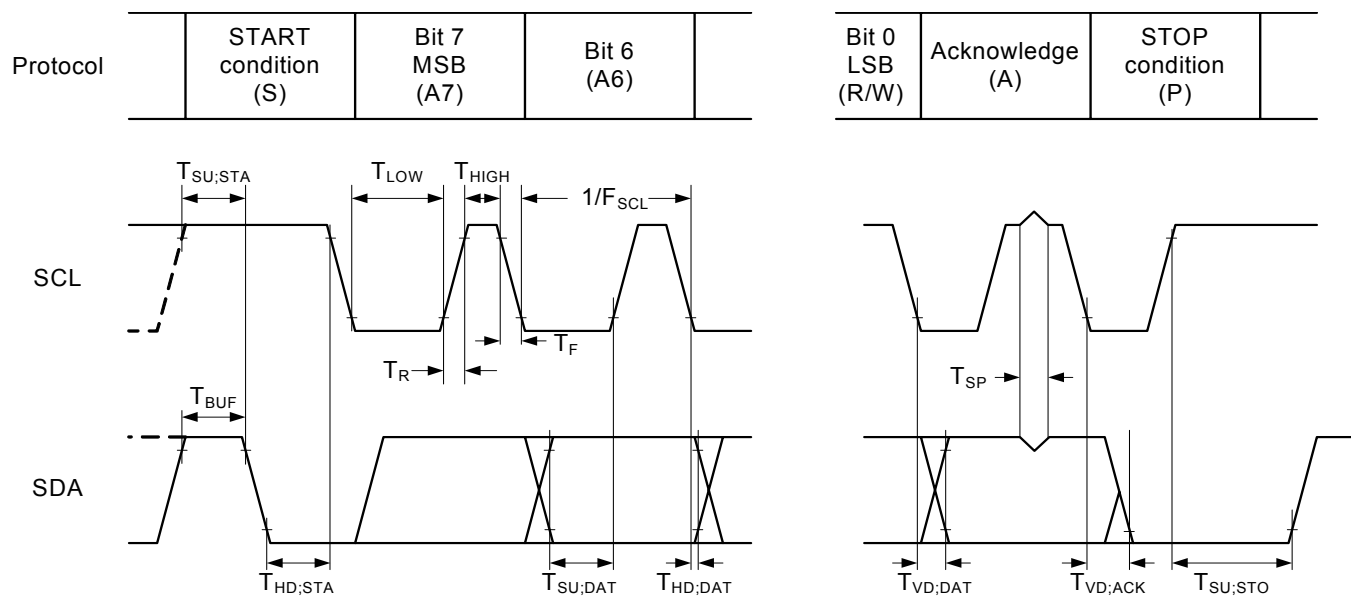 Protocol
START
condition
(S)
Bit 7
MSB
(A7)
Bit 6
(A6)
Bit 0
LSB
(R/W)
Acknowledge
(A)
STOP
condition
(P)
TSU;STA
TLOW
THIGH
1/FSCL
SCL
TF
TR
TSP
TBUF
SDA
THD;STA
TSU;DAT
THD;DAT
TVD;DAT
TVD;ACK
TSU;STO